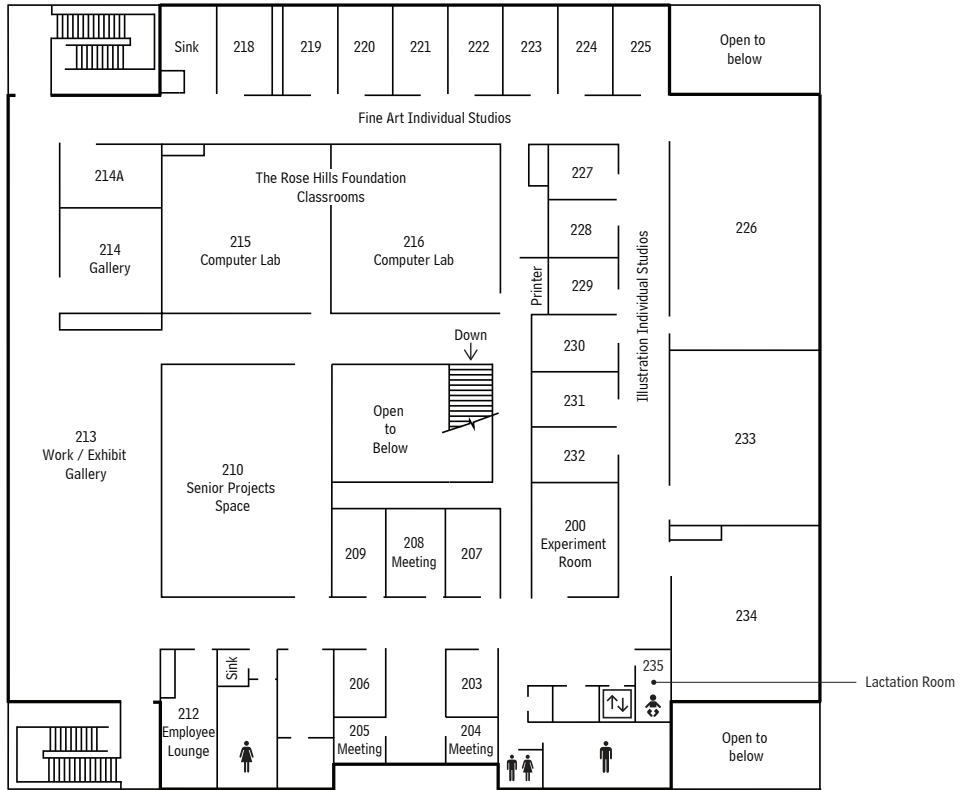 Sink
218
219
220
221
222
223
224
225
Open to
below
Fine Art Individual Studios
214A
The Rose Hills Foundation
Classrooms
227
226
228
214
Gallery
215
Computer Lab
216
Computer Lab
Printer
229
Illustration Individual Studios
Down
230
231
Open
to
Below
213
Work / Exhibit
Gallery
233
232
210
Senior Projects
Space
209
208
Meeting
207
200
Experiment
Room
234
Sink
206
203
235
Lactation Room
212
Employee
Lounge
205
Meeting
204
Meeting
Open to
below